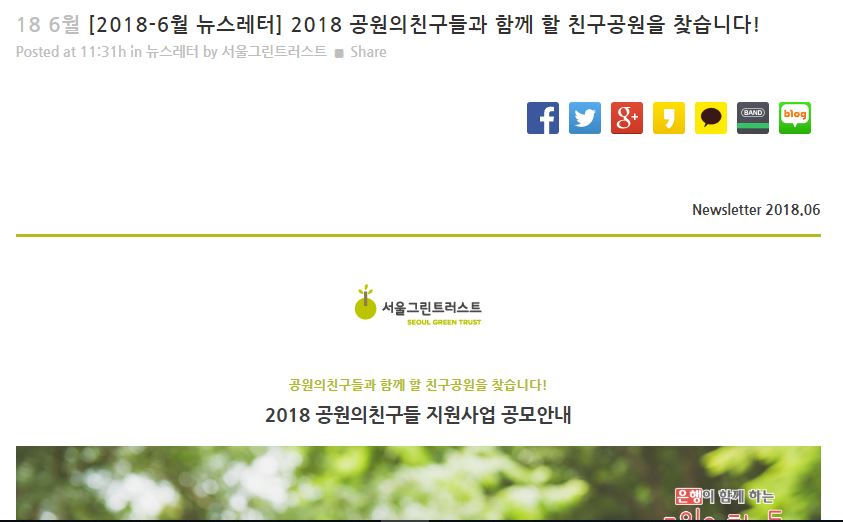 18 6월 [2018-6월 뉴스레터] 2018 공원의친구들과 함께 할 친구공원을 찾습니다!
Posted at 11:31h in 뉴스레터 by 서울그린트러스트 Share
BAND
blog
Newsletter 2018.06
서울그린트러스트
SEOUL GREEN TRUST
공원의친구들과 함께 할 친구공원을 찾습니다!
2018 공원의친구들 지원사업 공모안내
은행이 함께 하는